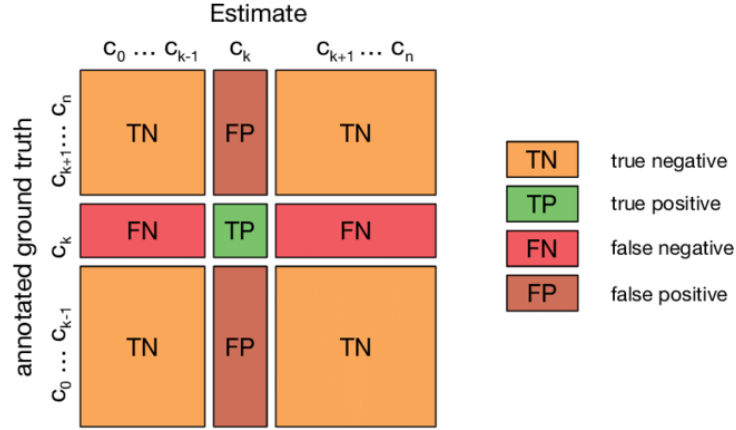 Estimate
c₀ … cₖ₋₁ cₖ cₖ₊₁ … cₙ
annotated ground truth
cₖ₊₁… cₙ
TN FP TN
cₖ
FN TP FN
c₀ … cₖ₋₁
TN FP TN
TN true negative
TP true positive
FN false negative
FP false positive